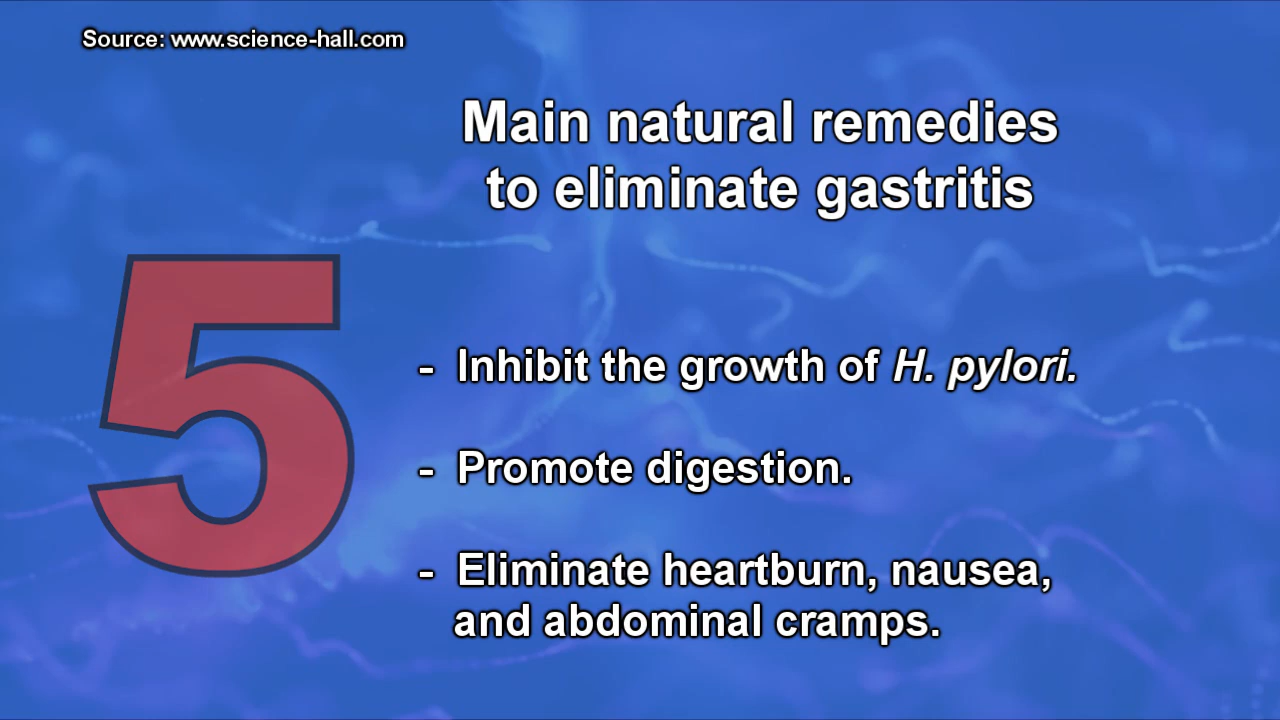 Source: www.science-hall.com
Main natural remedies
to eliminate gastritis
5
- Inhibit the growth of H. pylori.
- Promote digestion.
- Eliminate heartburn, nausea,
and abdominal cramps.